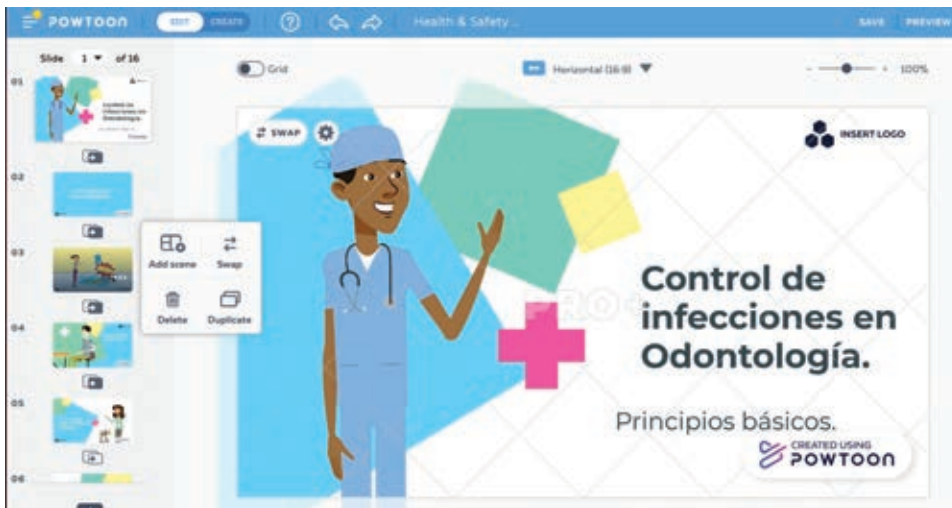 POWTOON
EDIT
CREATE
Health & Safety ...
SAVE
PREVIEW
Slide 1 of 16
Grid
Horizontal (16:9)
- + 100%
01
Control de
Infecciones en
Odontología.
02
03
04
05
06
Add scene
Swap
Delete
Duplicate
SWAP
INSERT LOGO
PRO+
Control de
infecciones en
Odontología.
Principios básicos.
CREATED USING
POWTOON